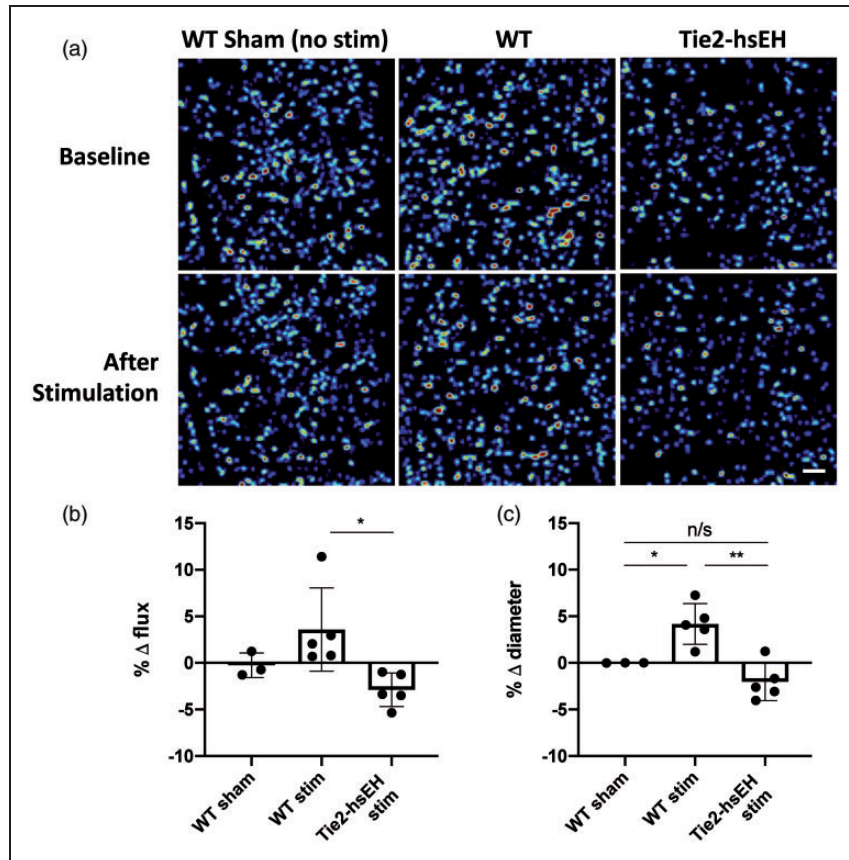 (a)
WT Sham (no stim) WT Tie2-hsEH
Baseline
After
Stimulation
(b)
% Δ flux
15
10
5
0
-5
-10
*
WT sham
WT stim
Tie2-hsEH
stim
(c)
% Δ diameter
15
10
5
0
-5
-10
n/s
* **
WT sham
WT stim
Tie2-hsEH
stim